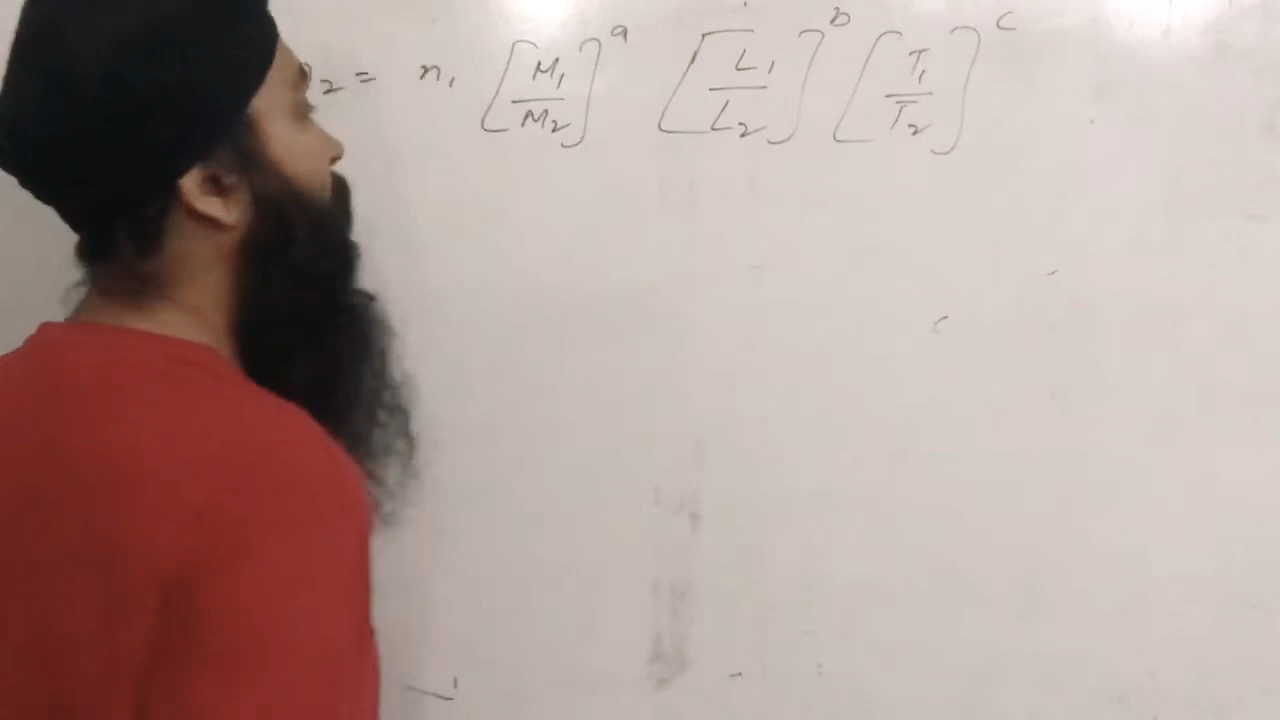 n₂ = n₁ [M₁/M₂]ᵃ [L₁/L₂]ᵇ [T₁/T₂]ᶜ